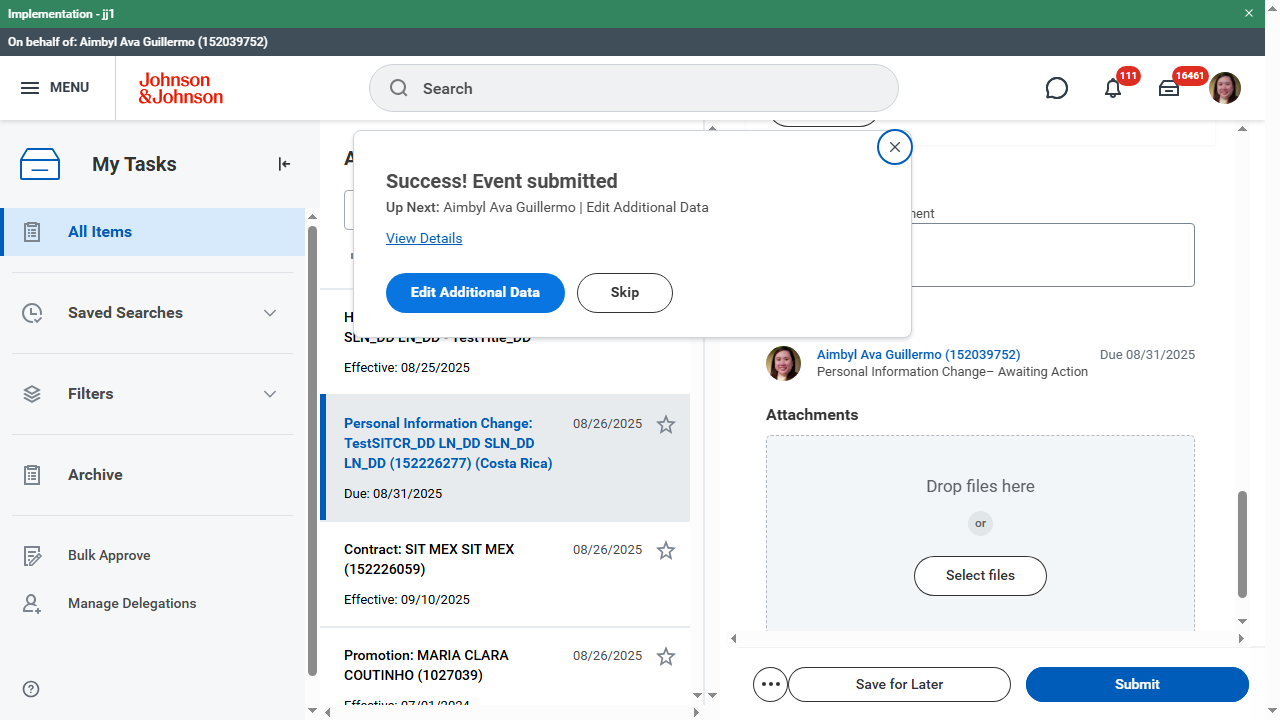 Implementation - jj1
On behalf of: Aimbyl Ava Guillermo (152039752)
MENU
Johnson
&Johnson
Search
111
16461
My Tasks
All Items
Saved Searches
Filters
Archive
Bulk Approve
Manage Delegations
Success! Event submitted
Up Next: Aimbyl Ava Guillermo | Edit Additional Data
View Details
Edit Additional Data
Skip
Effective: 08/25/2025
Personal Information Change:
TestSITCR_DD LN_DD SLN_DD
LN_DD (152226277) (Costa Rica)
08/26/2025
Due: 08/31/2025
Contract: SIT MEX SIT MEX
(152226059)
08/26/2025
Effective: 09/10/2025
Promotion: MARIA CLARA
COUTINHO (1027039)
08/26/2025
Effective: 07/01/2024
Aimbyl Ava Guillermo (152039752)
Due 08/31/2025
Personal Information Change– Awaiting Action
Attachments
Drop files here
or
Select files
Save for Later
Submit